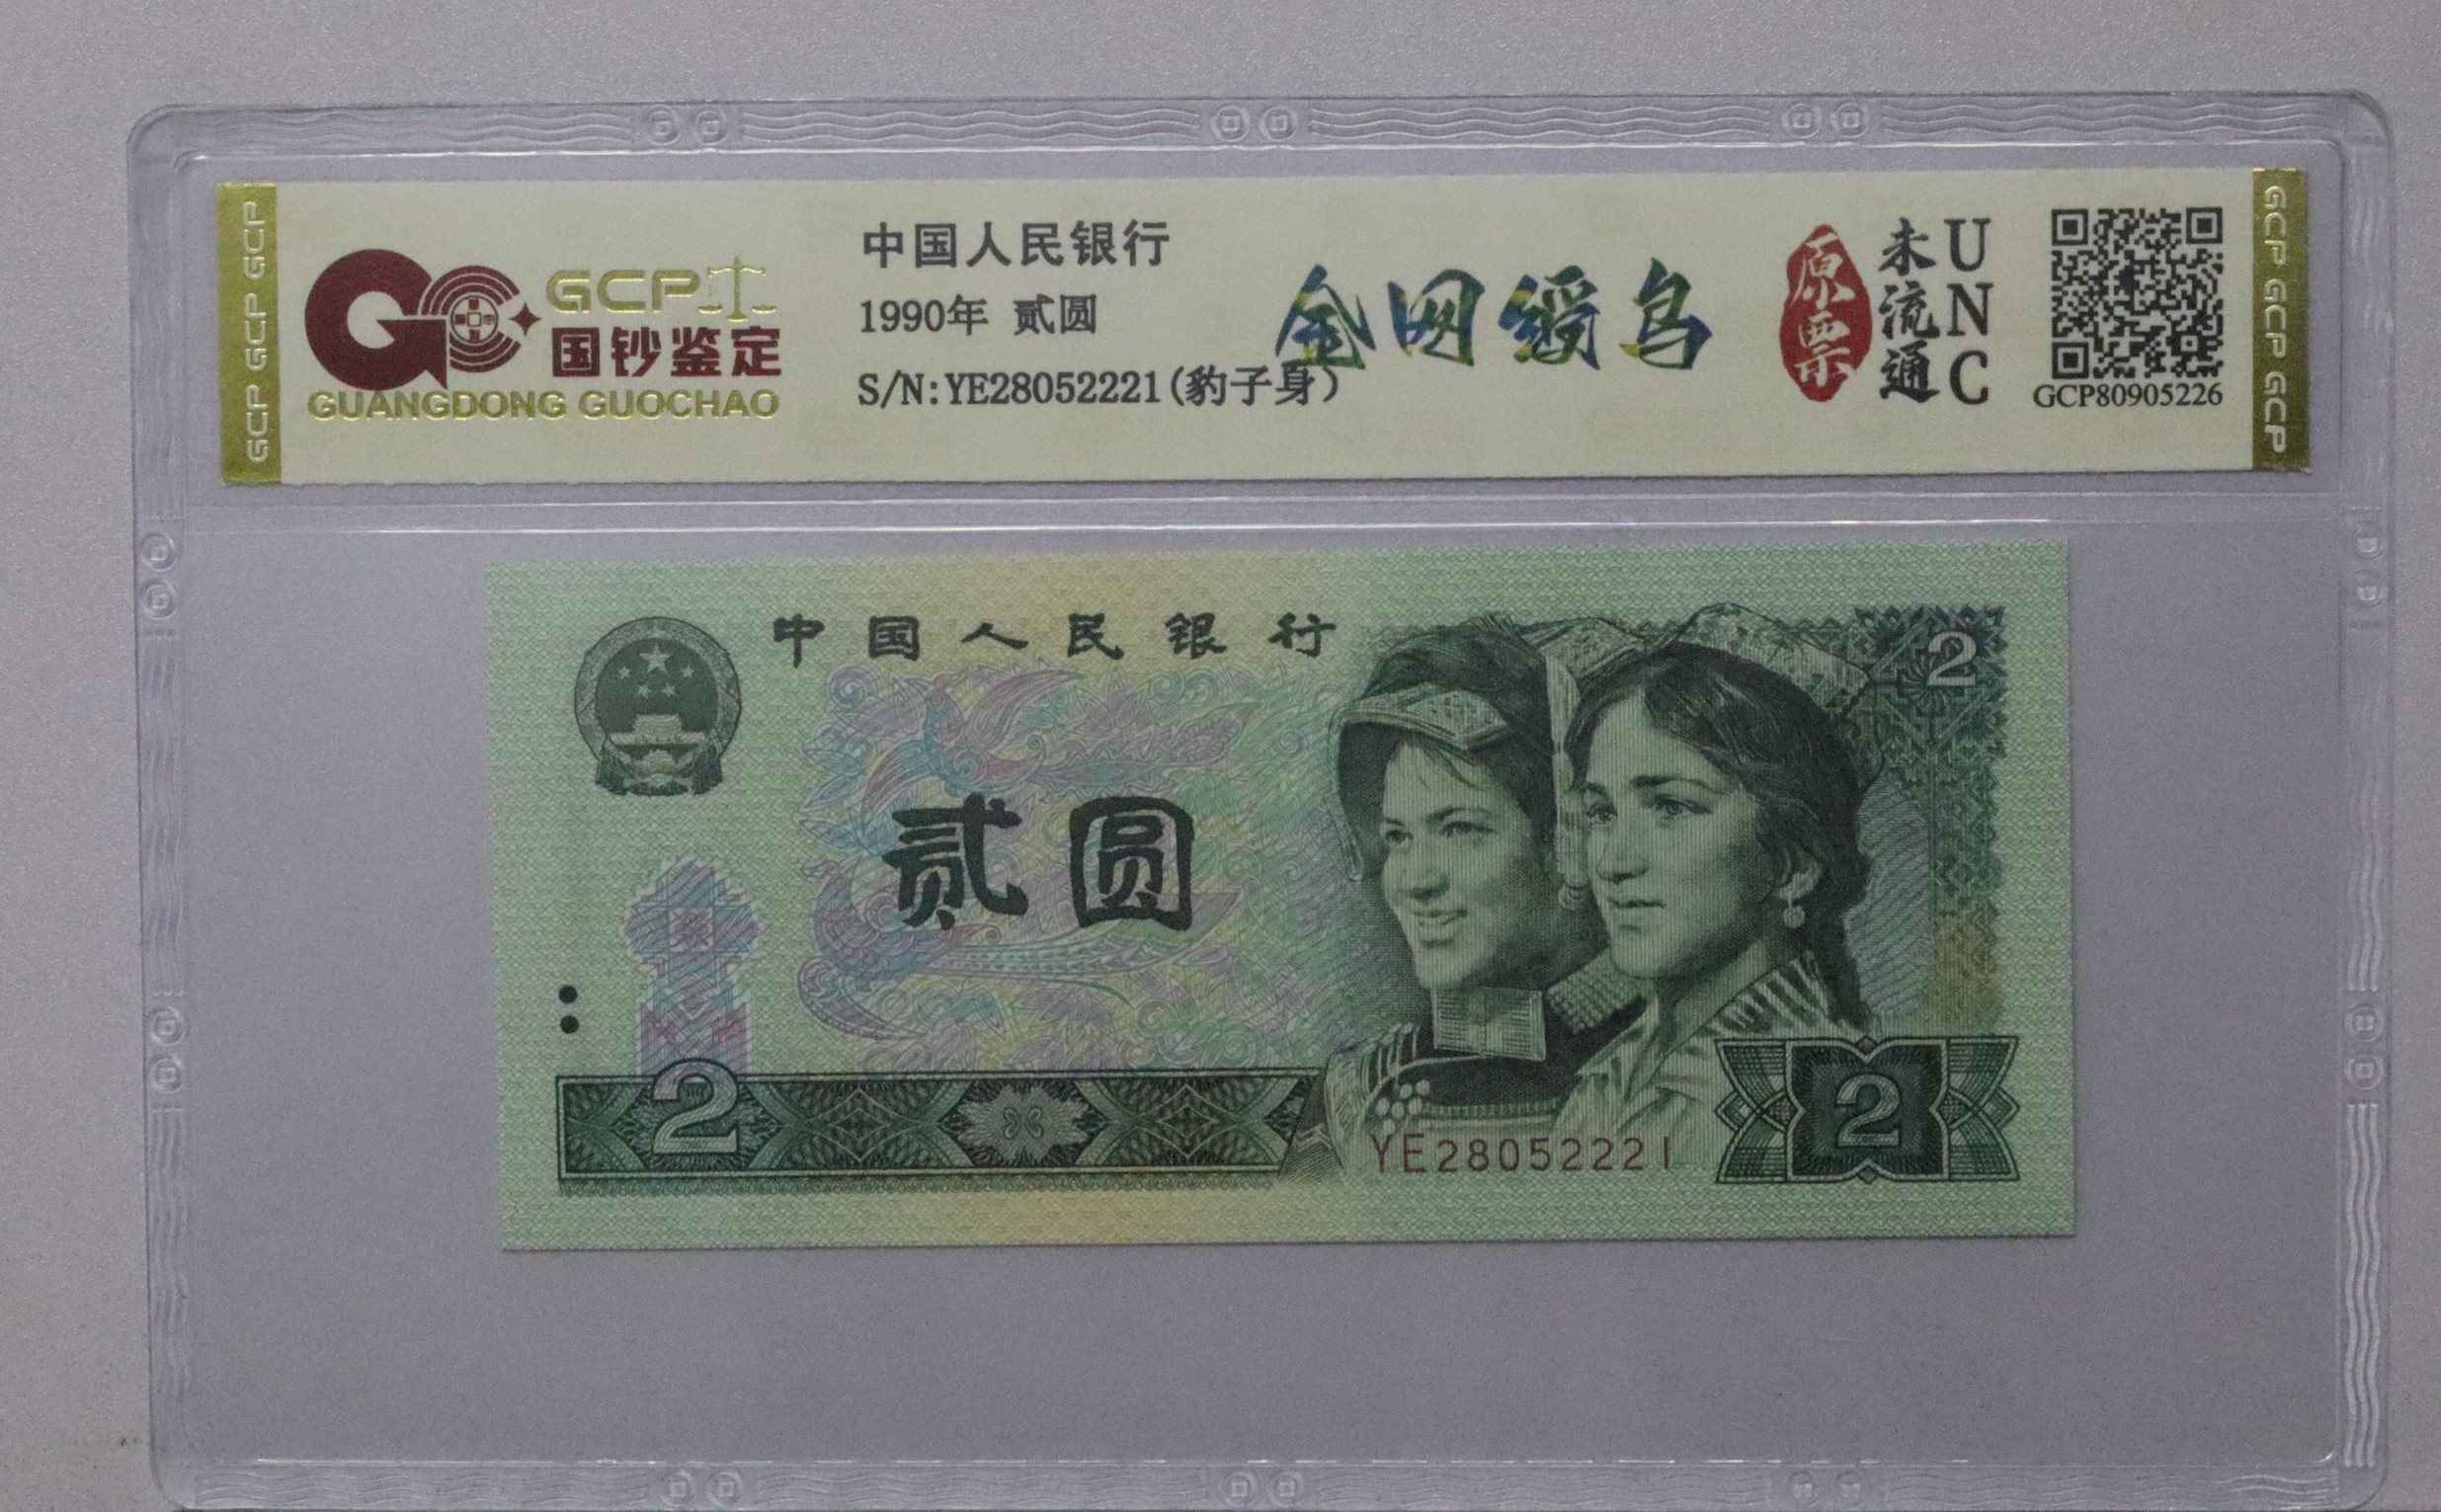 GCP GCP GCP
GCP
国钞鉴定
GUANGDONG GUOCHAO
中国人民银行
1990年 贰圆
S/N:YE28052221(豹子身)
金网绶鸟
原票
未流通
UNC
GCP80905226
GCP GCP GCP
中国人民银行
2
贰圆
2
YE28052221
2